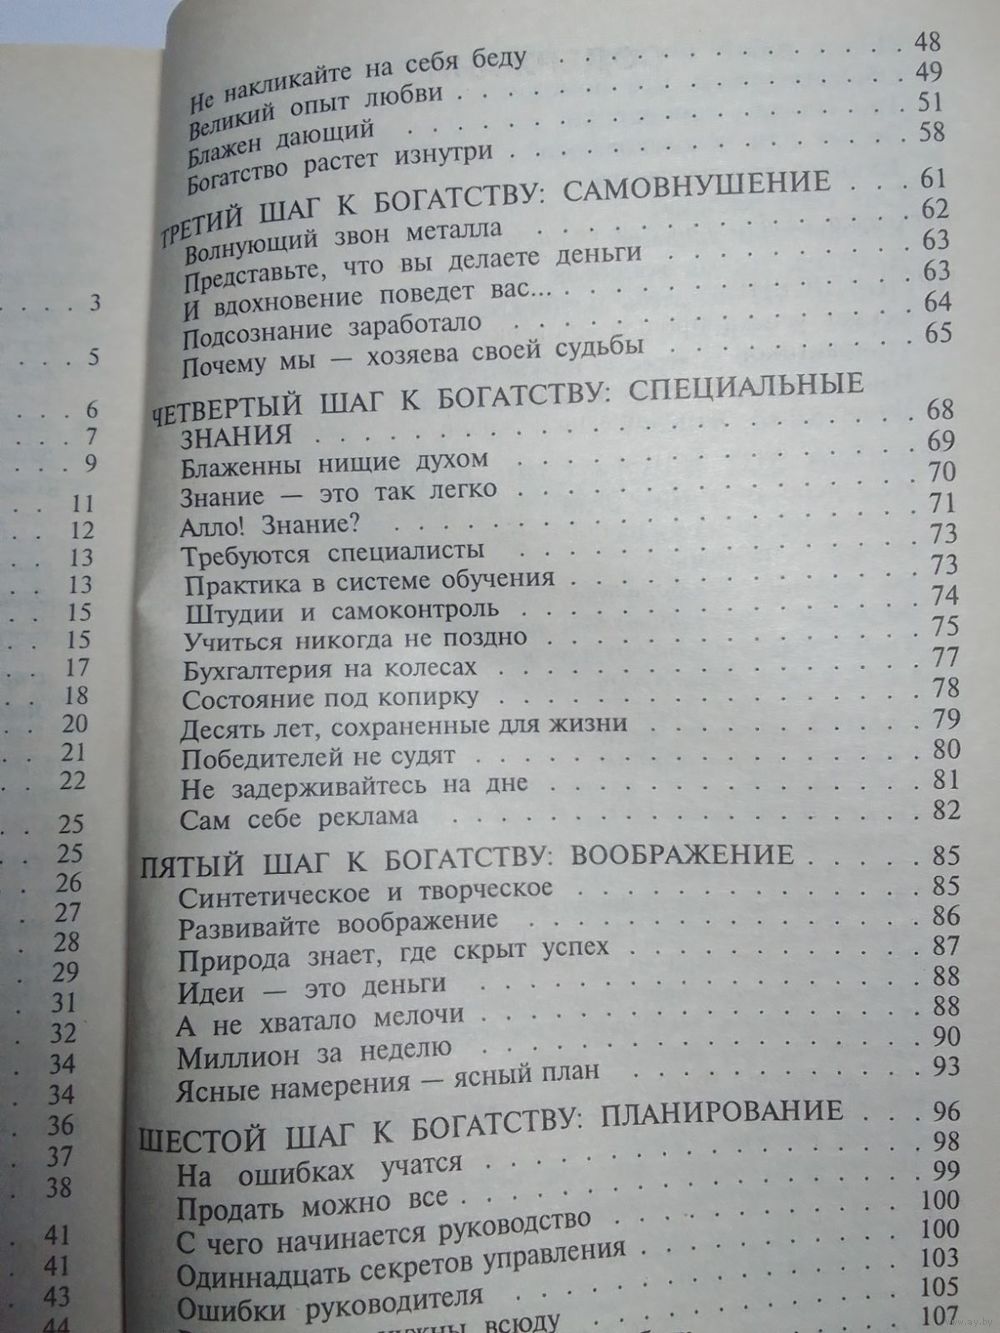 3
5
6
7
9
11
12
13
13
15
15
17
18
20
21
22
25
25
26
27
28
29
31
32
34
34
36
37
38
41
41
43
44
Не накликайте на себя беду . . . . . . . . . . . . 48
Великий опыт любви . . . . . . . . . . . . . . . 49
Блажен дающий . . . . . . . . . . . . . . . . . 51
Богатство растет изнутри . . . . . . . . . . . . . 58
ТРЕТИЙ ШАГ К БОГАТСТВУ: САМОВНУШЕНИЕ . . . 61
Волнующий звон металла . . . . . . . . . . . . . 62
Представьте, что вы делаете деньги . . . . . . . . 63
И вдохновение поведет вас... . . . . . . . . . . . 63
Подсознание заработало . . . . . . . . . . . . . 64
Почему мы — хозяева своей судьбы . . . . . . . . 65
ЧЕТВЕРТЫЙ ШАГ К БОГАТСТВУ: СПЕЦИАЛЬНЫЕ
ЗНАНИЯ . . . . . . . . . . . . . . . . . . . 68
Блаженны нищие духом . . . . . . . . . . . . . 69
Знание — это так легко . . . . . . . . . . . . . 70
Алло! Знание? . . . . . . . . . . . . . . . . . 71
Требуются специалисты . . . . . . . . . . . . . 73
Практика в системе обучения . . . . . . . . . . . 73
Штудии и самоконтроль . . . . . . . . . . . . . 74
Учиться никогда не поздно . . . . . . . . . . . . 75
Бухгалтерия на колесах . . . . . . . . . . . . . 77
Состояние под копирку . . . . . . . . . . . . . 78
Десять лет, сохраненные для жизни . . . . . . . . 79
Победителей не судят . . . . . . . . . . . . . . 80
Не задерживайтесь на дне . . . . . . . . . . . . 81
Сам себе реклама . . . . . . . . . . . . . . . 82
ПЯТЫЙ ШАГ К БОГАТСТВУ: ВООБРАЖЕНИЕ . . . . . 85
Синтетическое и творческое . . . . . . . . . . . 85
Развивайте воображение . . . . . . . . . . . . . 86
Природа знает, где скрыт успех . . . . . . . . . . 87
Идеи — это деньги . . . . . . . . . . . . . . . 88
А не хватало мелочи . . . . . . . . . . . . . . 88
Миллион за неделю . . . . . . . . . . . . . . . 90
Ясные намерения — ясный план . . . . . . . . . . 93
ШЕСТОЙ ШАГ К БОГАТСТВУ: ПЛАНИРОВАНИЕ . . . 96
На ошибках учатся . . . . . . . . . . . . . . . 98
Продать можно все . . . . . . . . . . . . . . . 99
С чего начинается руководство . . . . . . . . . . 100
Одиннадцать секретов управления . . . . . . . . . 100
Ошибки руководителя . . . . . . . . . . . . . . 103
всюду . . . . . . . . . . . 105
107
www.ay.by